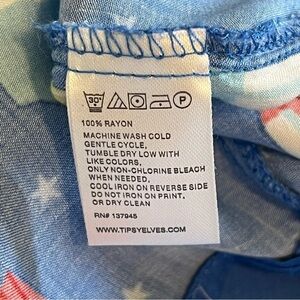 30°
P
100% RAYON
MACHINE WASH COLD
GENTLE CYCLE,
TUMBLE DRY LOW WITH
LIKE COLORS,
ONLY NON-CHLORINE BLEACH
WHEN NEEDED,
COOL IRON ON REVERSE SIDE
DO NOT IRON ON PRINT,
OR DRY CLEAN
RN# 137945
WWW.TIPSYELVES.COM